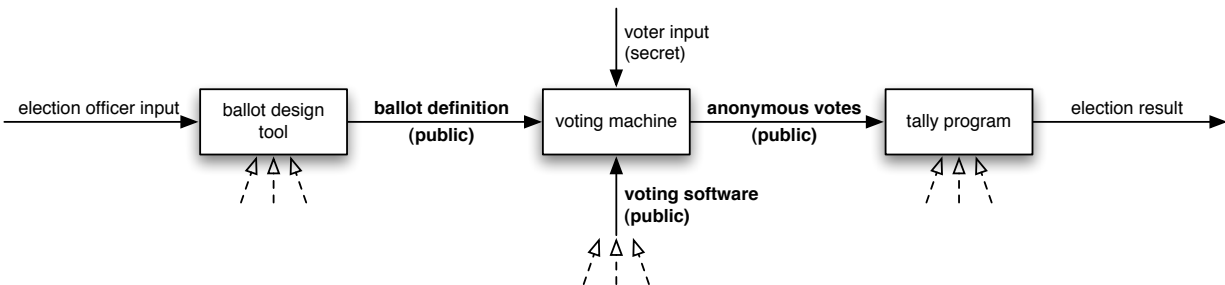 voter input
(secret)
election officer input
ballot design
tool
ballot definition
(public)
voting machine
anonymous votes
(public)
tally program
election result
voting software
(public)